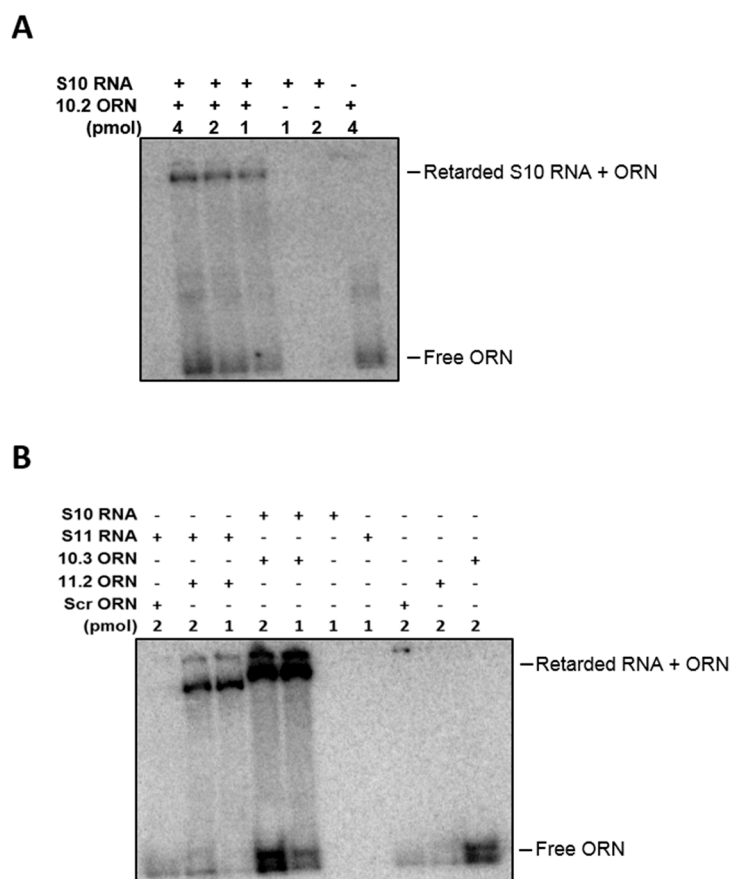 A
S10 RNA + + + + + -
10.2 ORN + + + - - +
(pmol) 4 2 1 1 2 4
Retarded S10 RNA + ORN
Free ORN
B
S10 RNA - - - + + + - - - -
S11 RNA + + + - - - + - - -
10.3 ORN - - - + + - - - - +
11.2 ORN - + + - - - - - + -
Scr ORN + - - - - - - + - -
(pmol) 2 2 1 2 1 1 1 2 2 2
Retarded RNA + ORN
Free ORN